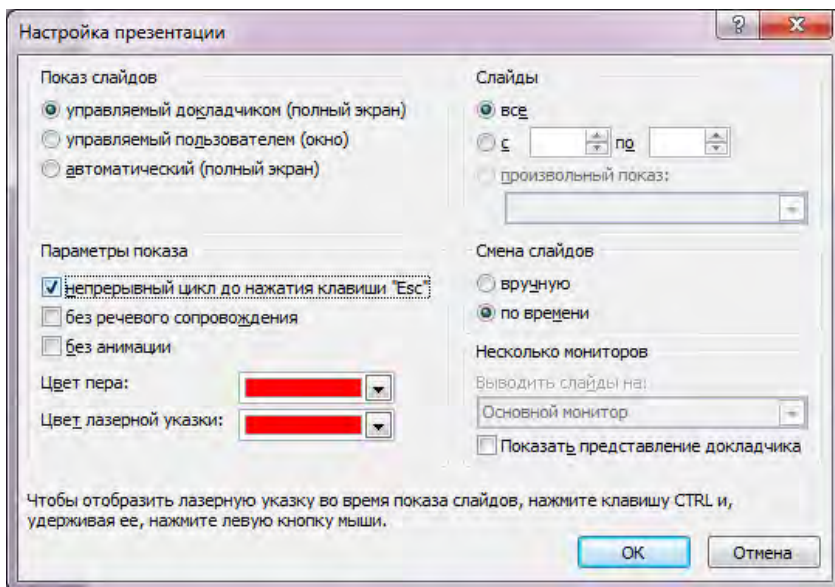 Настройка презентации
Показ слайдов
управляемый докладчиком (полный экран)
управляемый пользователем (окно)
автоматический (полный экран)
Слайды
все
с по
произвольный показ:
Параметры показа
непрерывный цикл до нажатия клавиши "Esc"
без речевого сопровождения
без анимации
Цвет пера:
Цвет лазерной указки:
Смена слайдов
вручную
по времени
Несколько мониторов
Выводить слайды на:
Основной монитор
Показать представление докладчика
Чтобы отобразить лазерную указку во время показа слайдов, нажмите клавишу CTRL и,
удерживая ее, нажмите левую кнопку мыши.
ОК
Отмена